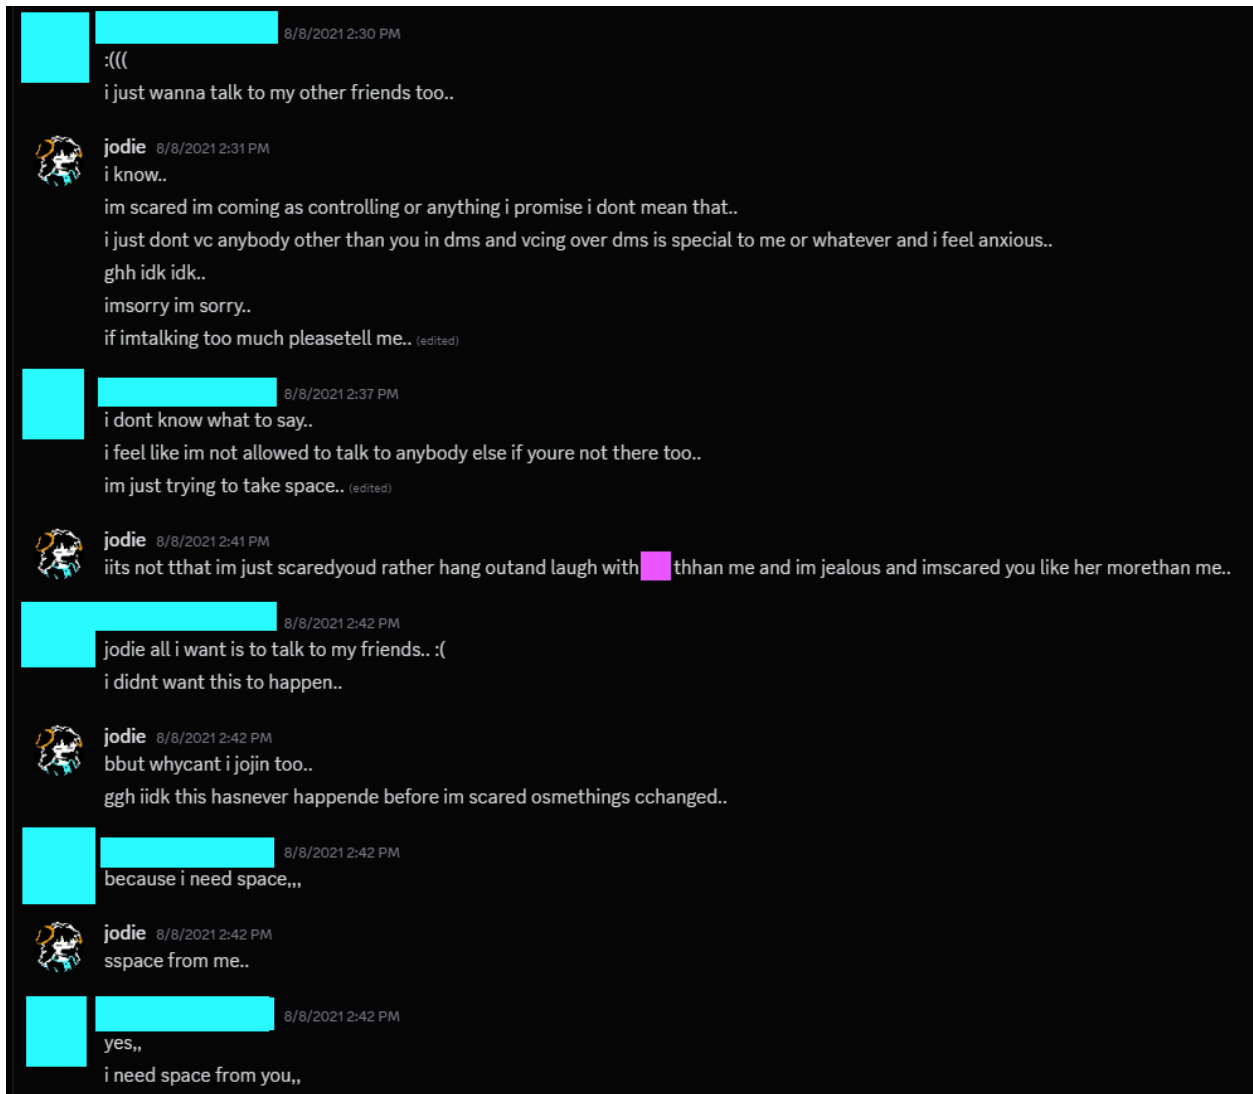 8/8/2021 2:30 PM
:(((
i just wanna talk to my other friends too..
jodie 8/8/2021 2:31 PM
i know..
im scared im coming as controlling or anything i promise i dont mean that..
i just dont vc anybody other than you in dms and vcing over dms is special to me or whatever and i feel anxious..
ghh idk idk..
imsorry im sorry..
if imtalking too much pleasetell me.. (edited)
8/8/2021 2:37 PM
i dont know what to say..
i feel like im not allowed to talk to anybody else if youre not there too..
im just trying to take space.. (edited)
jodie 8/8/2021 2:41 PM
iits not tthat im just scaredyoud rather hang outand laugh with thhan me and im jealous and imscared you like her morethan me..
8/8/2021 2:42 PM
jodie all i want is to talk to my friends.. :(
i didnt want this to happen..
jodie 8/8/2021 2:42 PM
bbut whycant i jojin too..
ggh iidk this hasnever happende before im scared osmethings cchanged..
8/8/2021 2:42 PM
because i need space,,,
jodie 8/8/2021 2:42 PM
sspace from me..
8/8/2021 2:42 PM
yes,,
i need space from you,,